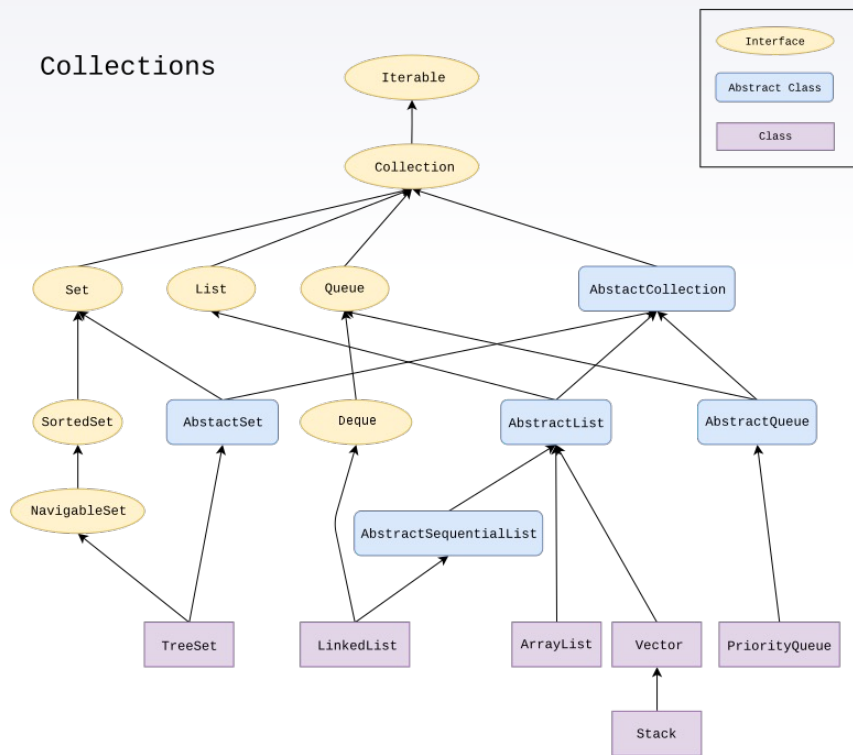 Collections
Interface
Abstract Class
Class
Iterable
Collection
Set
List
Queue
AbstactCollection
SortedSet
AbstactSet
Deque
AbstractList
AbstractQueue
NavigableSet
AbstractSequentialList
TreeSet
LinkedList
ArrayList
Vector
PriorityQueue
Stack